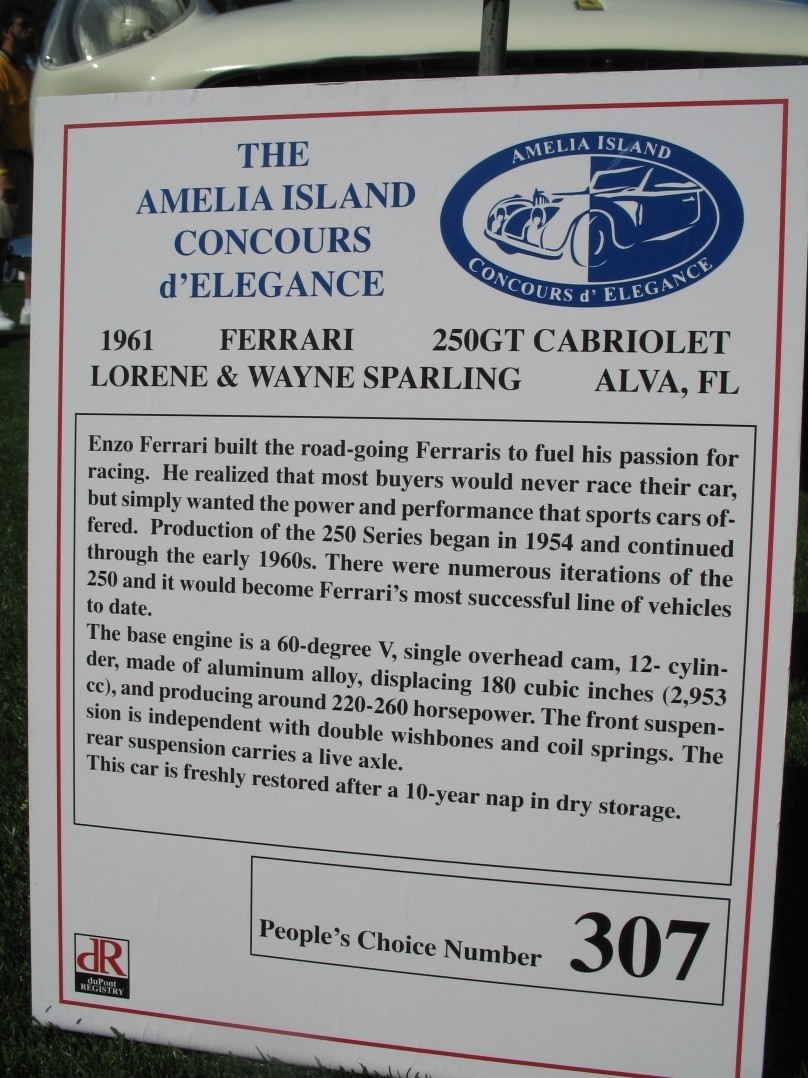 THE
AMELIA ISLAND
CONCOURS
d'ELEGANCE
AMELIA ISLAND
CONCOURS d' ELEGANCE
1961 FERRARI 250GT CABRIOLET
LORENE & WAYNE SPARLING ALVA, FL
Enzo Ferrari built the road-going Ferraris to fuel his passion for
racing. He realized that most buyers would never race their car,
but simply wanted the power and performance that sports cars of-
fered. Production of the 250 Series began in 1954 and continued
through the early 1960s. There were numerous iterations of the
250 and it would become Ferrari's most successful line of vehicles
to date.
The base engine is a 60-degree V, single overhead cam, 12- cylin-
der, made of aluminum alloy, displacing 180 cubic inches (2,953
cc), and producing around 220-260 horsepower. The front suspen-
sion is independent with double wishbones and coil springs. The
rear suspension carries a live axle.
This car is freshly restored after a 10-year nap in dry storage.
People's Choice Number 307
dR
duPont
REGISTRY